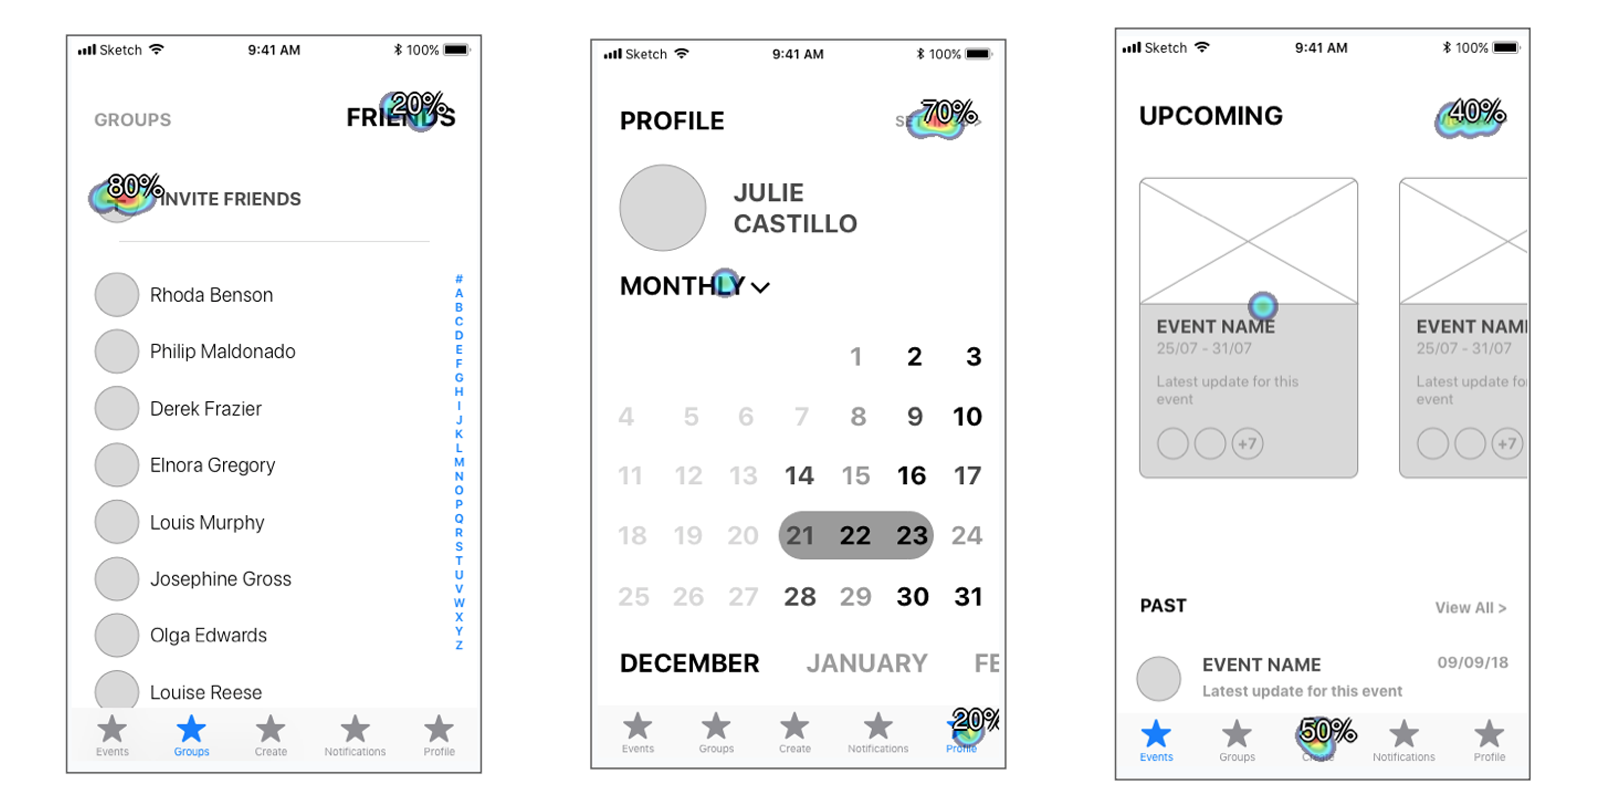 Sketch 9:41 AM 100%
GROUPS FRIENDS
20%
80%
INVITE FRIENDS
Rhoda Benson
Philip Maldonado
Derek Frazier
Elnora Gregory
Louis Murphy
Josephine Gross
Olga Edwards
Louise Reese
#
A
B
C
D
E
F
G
H
I
J
K
L
M
N
O
P
Q
R
S
T
U
V
W
X
Y
Z
Events Groups Create Notifications Profile
Sketch 9:41 AM 100%
PROFILE
70%
JULIE
CASTILLO
MONTHLY
1 2 3
4 5 6 7 8 9 10
11 12 13 14 15 16 17
18 19 20 21 22 23 24
25 26 27 28 29 30 31
DECEMBER JANUARY FE
20%
Events Groups Create Notifications Profile
Sketch 9:41 AM 100%
UPCOMING
40%
EVENT NAME
25/07 - 31/07
Latest update for this
event
+7
EVENT NAM
25/07 - 31/07
Latest update fo
event
+7
PAST View All >
EVENT NAME 09/09/18
Latest update for this event
50%
Events Groups Create Notifications Profile